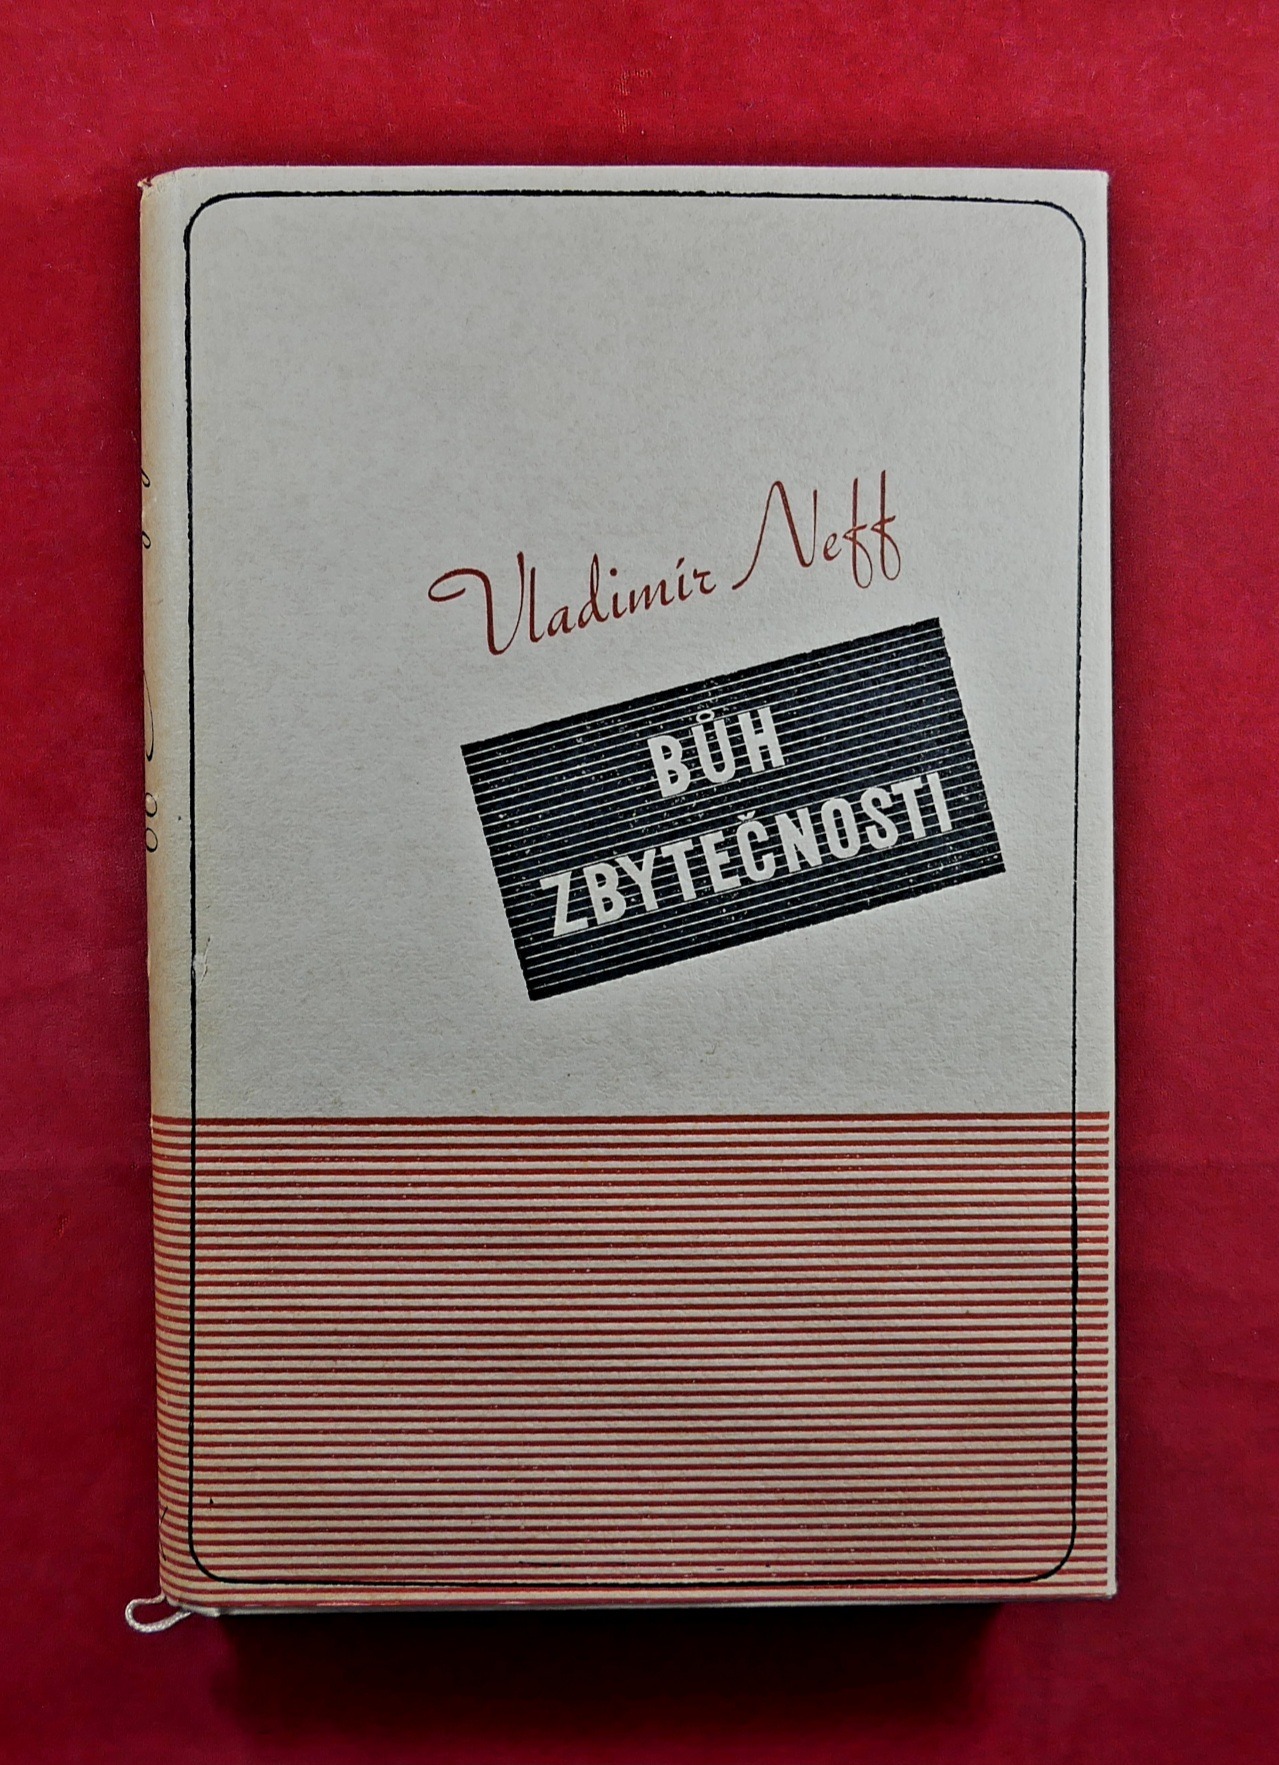 Vladimír Neff
BŮH
ZBYTEČNOSTI